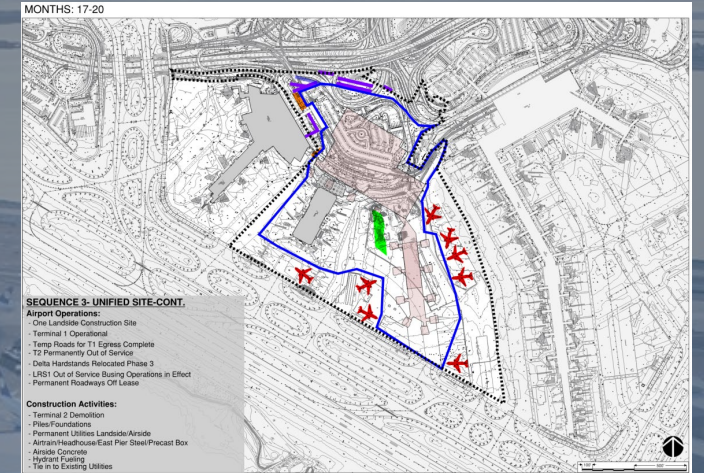 MONTHS: 17-20
SEQUENCE 3- UNIFIED SITE-CONT.
Airport Operations:
- One Landside Construction Site
- Terminal 1 Operational
- Temp Roads for T1 Egress Complete
- T2 Permanently Out of Service
- Delta Hardstands Relocated Phase 3
- LRS1 Out of Service Busing Operations in Effect
- Permanent Roadways Off Lease
Construction Activities:
- Terminal 2 Demolition
- Piles/Foundations
- Permanent Utilities Landside/Airside
- Airtrain/Headhouse/East Pier Steel/Precast Box
- Airside Concrete
- Hydrant Fueling
- Tie in to Existing Utilities